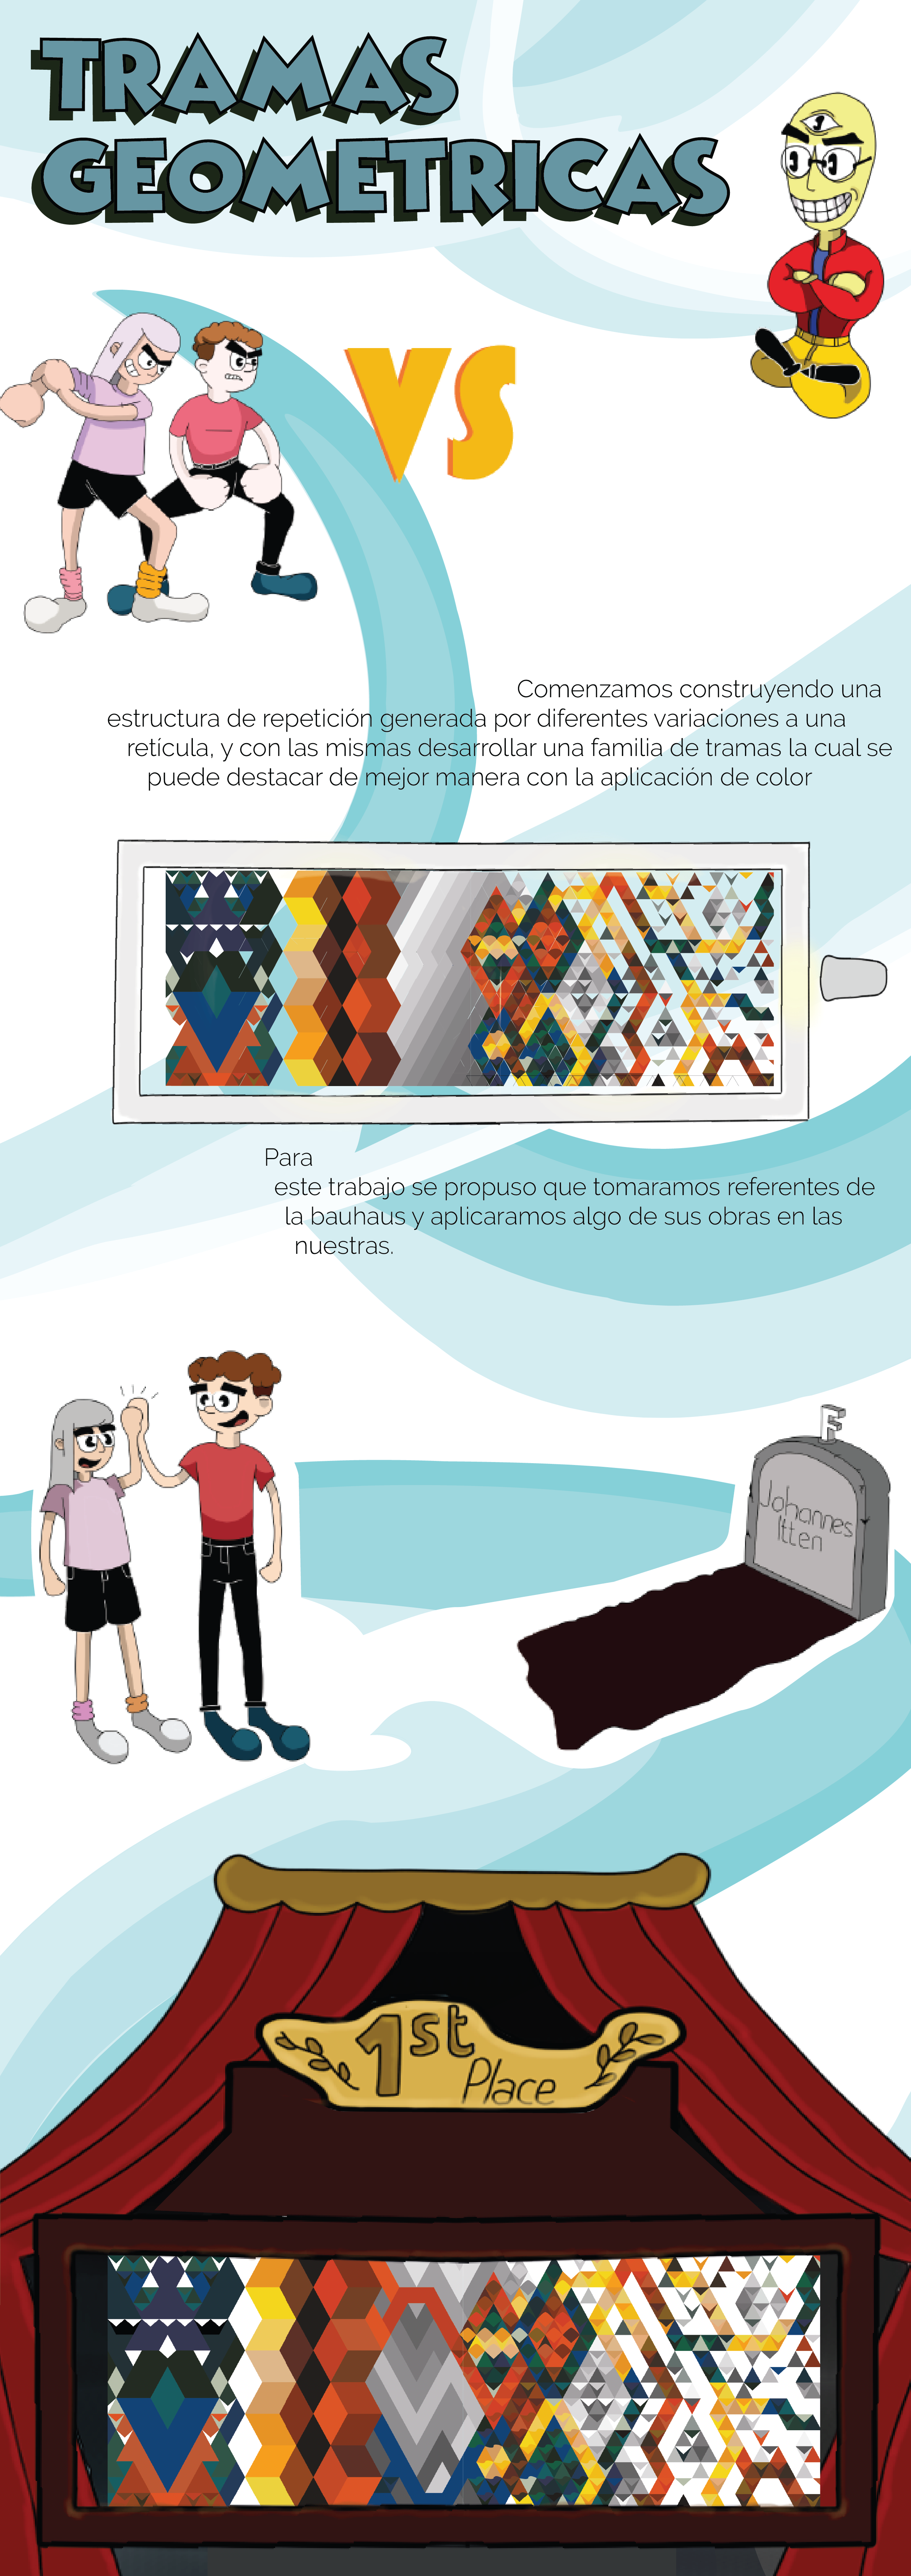 TRAMAS
GEOMETRICAS
VS
Comenzamos construyendo una
estructura de repetición generada por diferentes variaciones a una
retícula, y con las mismas desarrollar una familia de tramas la cual se
puede destacar de mejor manera con la aplicación de color
Para
este trabajo se propuso que tomaramos referentes de
la bauhaus y aplicaramos algo de sus obras en las
nuestras.
F
Johannes
Itten
1st
Place